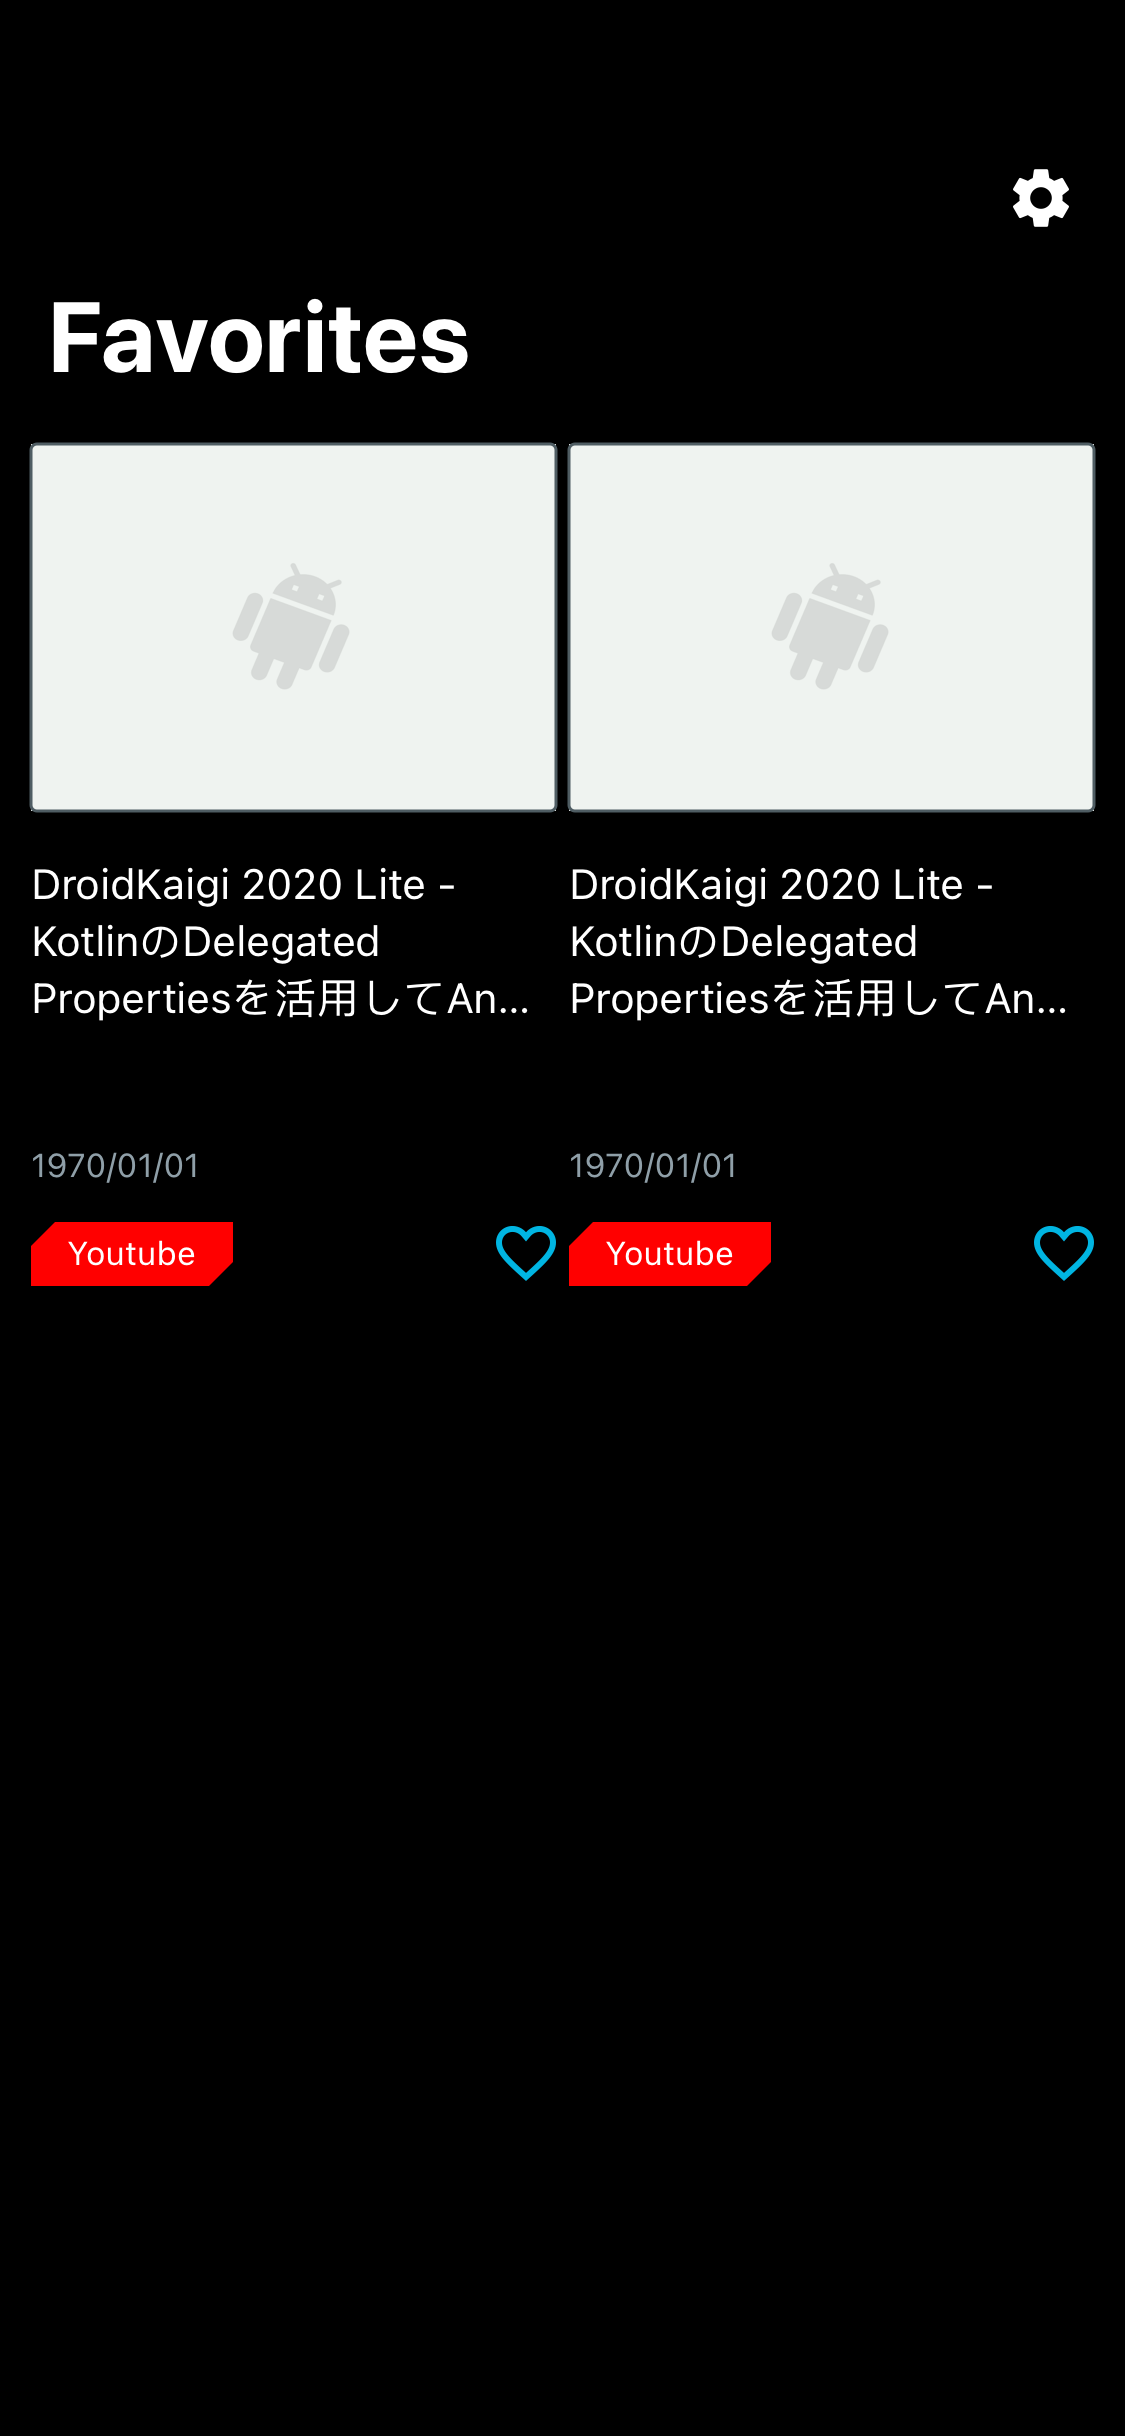 Favorites
DroidKaigi 2020 Lite -
KotlinのDelegated
Propertiesを活用してAn...
1970/01/01
Youtube
DroidKaigi 2020 Lite -
KotlinのDelegated
Propertiesを活用してAn...
1970/01/01
Youtube